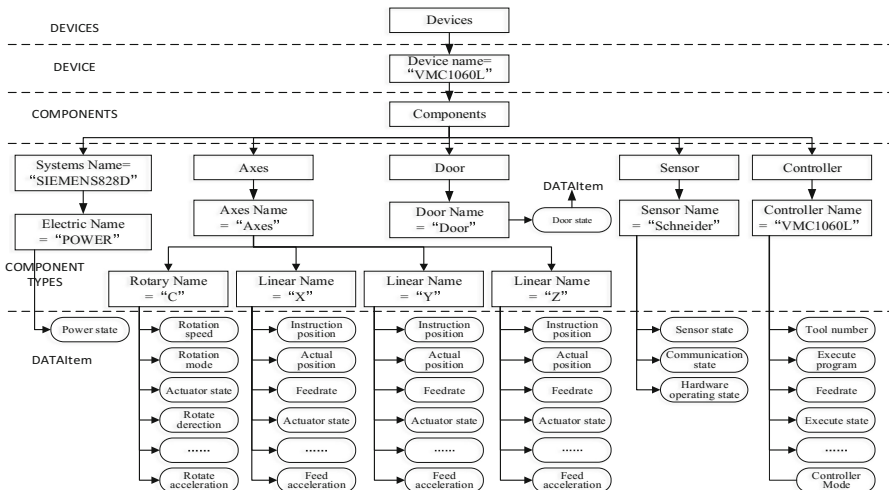 Devices
DEVICES
DEVICE
Device name=
“VMC1060L”
COMPONENTS
Components
Systems Name=
“SIEMENS828D”
Axes
Door
Sensor
Controller
DATAItem
Electric Name
= “POWER”
Axes Name
= “Axes”
Door Name
= “Door”
Door state
Sensor Name
= “Schneider”
Controller Name
= “VMC1060L”
COMPONENT
TYPES
Rotary Name
= “C”
Linear Name
= “X”
Linear Name
= “Y”
Linear Name
= “Z”
DATAItem
Power state
Rotation
speed
Rotation
mode
Actuator state
Rotate
derection
......
Rotate
acceleration
Instruction
position
Actual
position
Feedrate
Actuator state
......
Feed
acceleration
Instruction
position
Actual
position
Feedrate
Actuator state
......
Feed
acceleration
Instruction
position
Actual
position
Feedrate
Actuator state
......
Feed
acceleration
Sensor state
Communication
state
Hardware
operating state
Tool number
Execute
program
Feedrate
Execute state
......
Controller
Mode